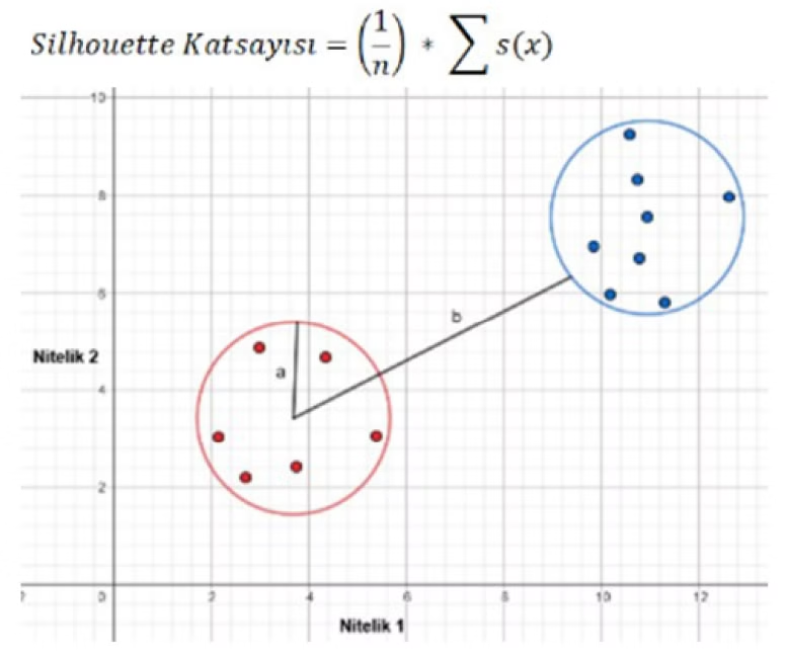 Silhouette Katsayısı = (1/n) * ∑ s(x)
10
8
b
6
Nitelik 2
a
4
2
0 2 4 6 8 10 12
Nitelik 1